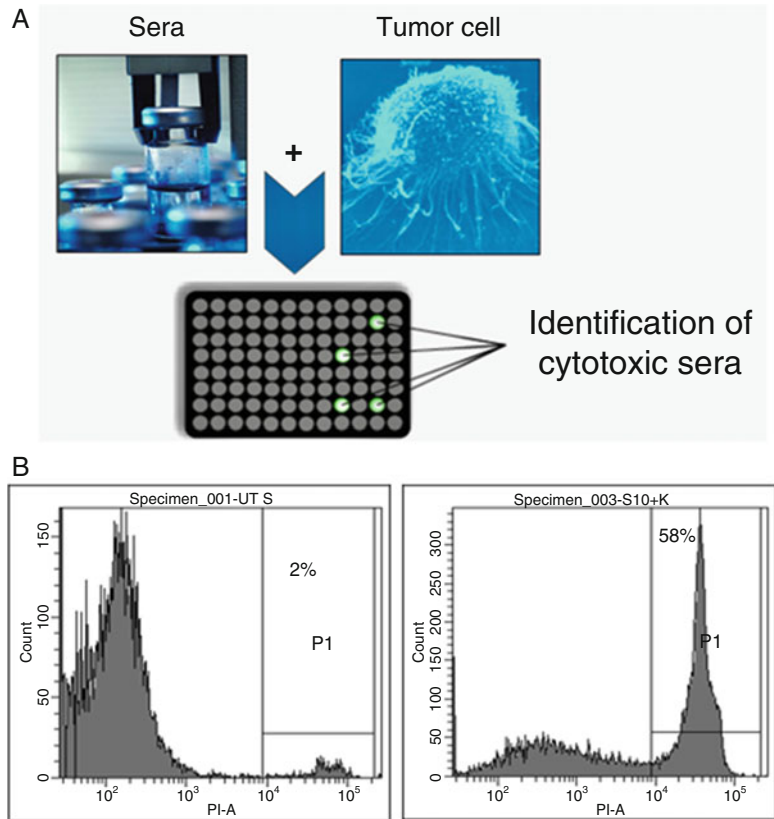 A
Sera
Tumor cell
+
Identification of
cytotoxic sera
B
Specimen_001-UT S
150
100
50
0
Count
2%
P1
10²
10³
10⁴
10⁵
PI-A
Specimen_003-S10+K
300
250
200
150
100
50
0
Count
58%
P1
10²
10³
10⁴
10⁵
PI-A